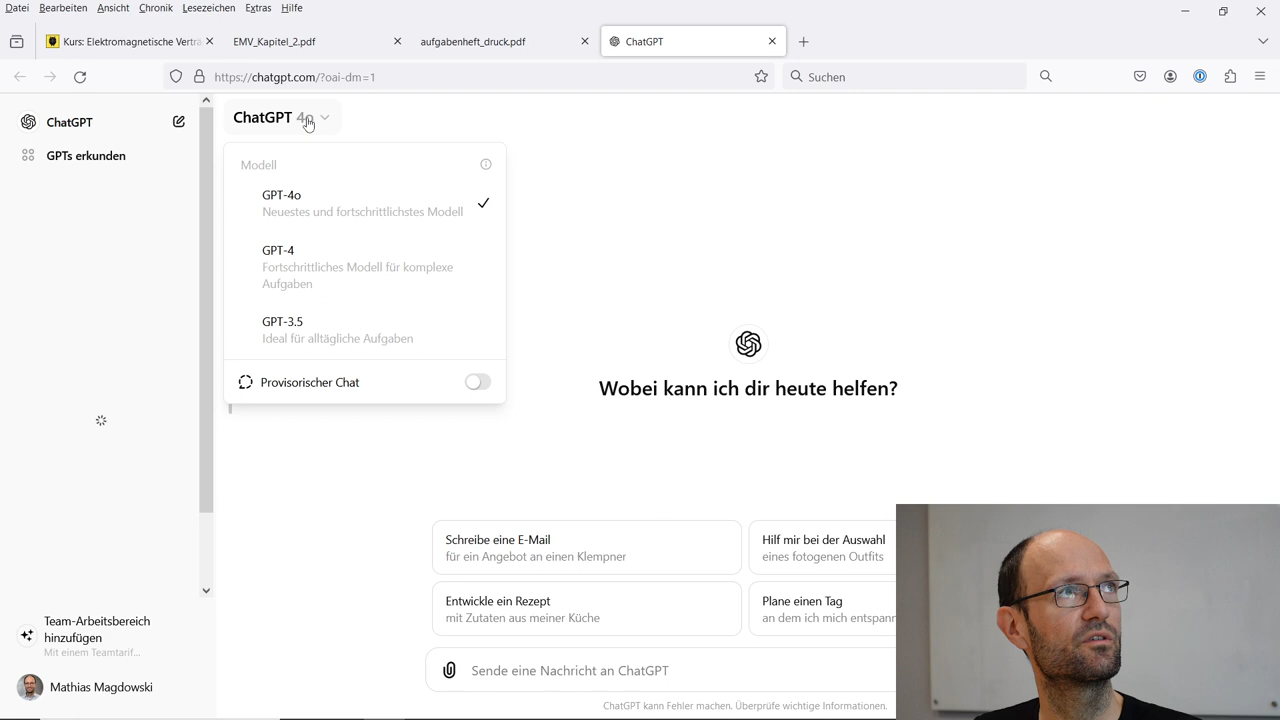 Datei Bearbeiten Ansicht Chronik Lesezeichen Extras Hilfe
Kurs: Elektromagnetische Verträ
EMV_Kapitel_2.pdf
aufgabenheft_druck.pdf
ChatGPT
https://chatgpt.com/?oai-dm=1
Suchen
ChatGPT
GPTs erkunden
ChatGPT 4o
Modell
GPT-4o
Neuestes und fortschrittlichstes Modell
GPT-4
Fortschrittliches Modell für komplexe
Aufgaben
GPT-3.5
Ideal für alltägliche Aufgaben
Provisorischer Chat
Wobei kann ich dir heute helfen?
Schreibe eine E-Mail
für ein Angebot an einen Klempner
Hilf mir bei der Auswahl
eines fotogenen Outfits
Entwickle ein Rezept
mit Zutaten aus meiner Küche
Plane einen Tag
an dem ich mich entspann
Team-Arbeitsbereich
hinzufügen
Mit einem Teamtarif...
Mathias Magdowski
Sende eine Nachricht an ChatGPT
ChatGPT kann Fehler machen. Überprüfe wichtige Informationen.